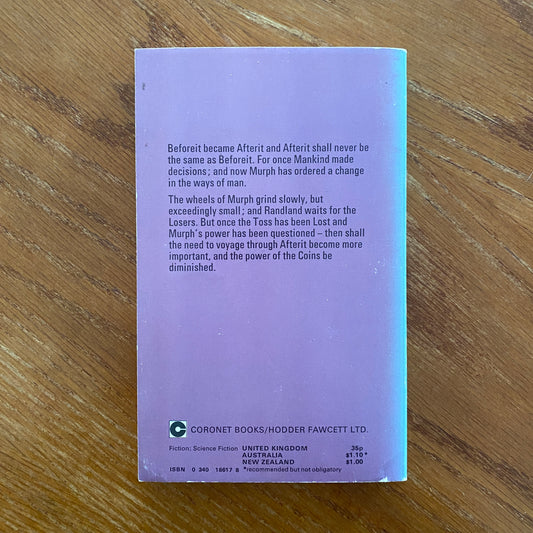 Beforeit became Afterit and Afterit shall never be
the same as Beforeit. For once Mankind made
decisions; and now Murph has ordered a change
in the ways of man.
The wheels of Murph grind slowly, but
exceedingly small; and Randland waits for the
Losers. But once the Toss has been Lost and
Murph's power has been questioned – then shall
the need to voyage through Afterit become more
important, and the power of the Coins be
diminished.
CORONET BOOKS/HODDER FAWCETT LTD.
Fiction: Science Fiction UNITED KINGDOM 35p
AUSTRALIA $1.10*
NEW ZEALAND $1.00
ISBN 0 340 18617 8 *recommended but not obligatory